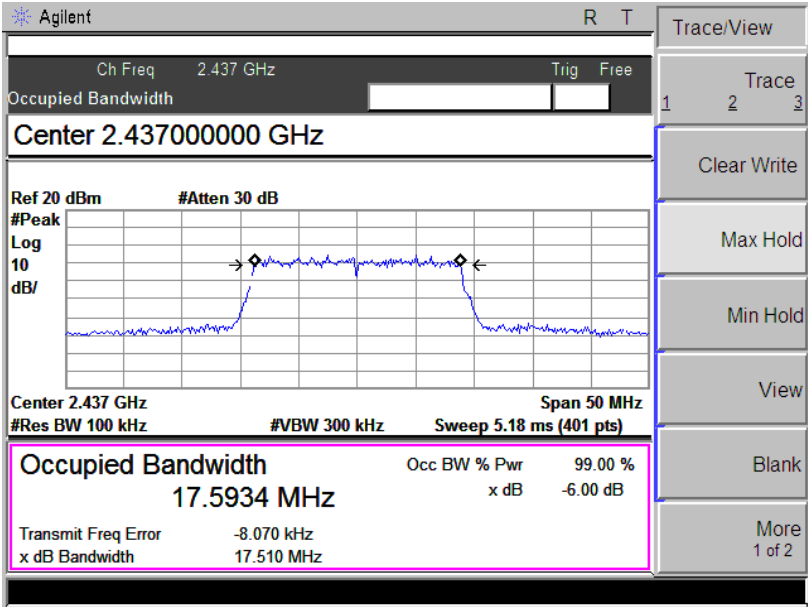 Agilent R T
Trace/View
Ch Freq 2.437 GHz Trig Free
Occupied Bandwidth
Center 2.437000000 GHz
Ref 20 dBm #Atten 30 dB
#Peak
Log
10
dB/
Center 2.437 GHz Span 50 MHz
#Res BW 100 kHz #VBW 300 kHz Sweep 5.18 ms (401 pts)
Occupied Bandwidth Occ BW % Pwr 99.00 %
17.5934 MHz x dB -6.00 dB
Transmit Freq Error -8.070 kHz
x dB Bandwidth 17.510 MHz
Trace
1 2 3
Clear Write
Max Hold
Min Hold
View
Blank
More
1 of 2